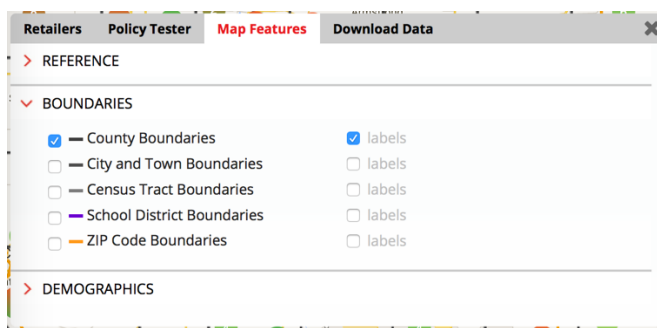 Retailers Policy Tester Map Features Download Data
REFERENCE
BOUNDARIES
County Boundaries labels
City and Town Boundaries labels
Census Tract Boundaries labels
School District Boundaries labels
ZIP Code Boundaries labels
DEMOGRAPHICS